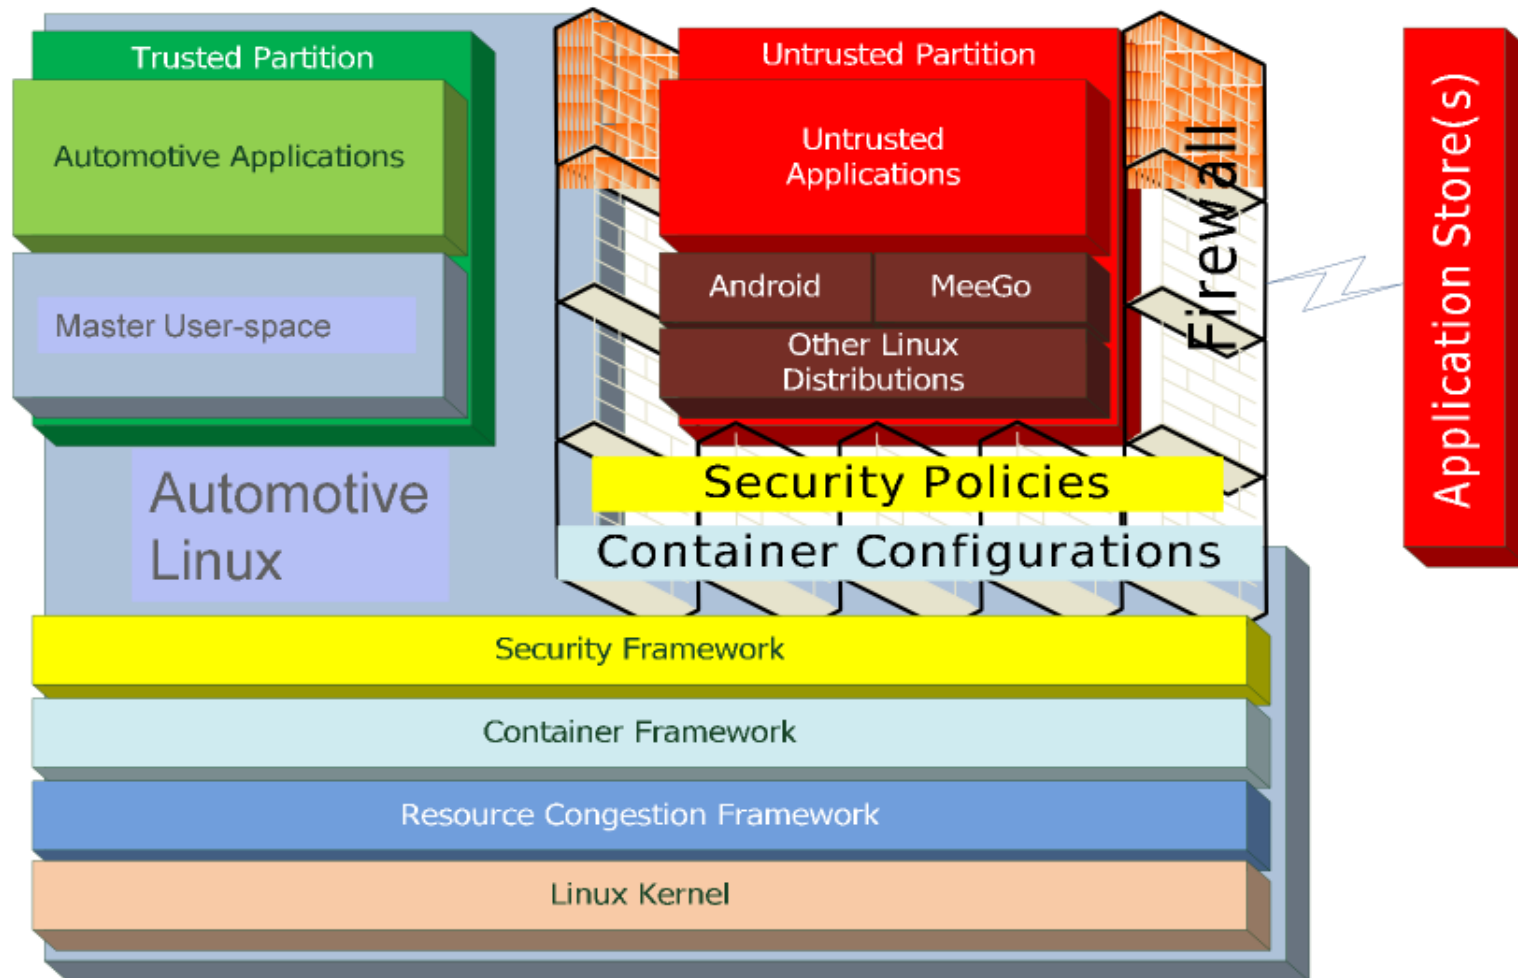 Trusted Partition
Automotive Applications
Master User-space
Automotive
Linux
Untrusted Partition
Untrusted
Applications
Android
MeeGo
Other Linux
Distributions
Firewall
Application Store(s)
Security Policies
Container Configurations
Security Framework
Container Framework
Resource Congestion Framework
Linux Kernel